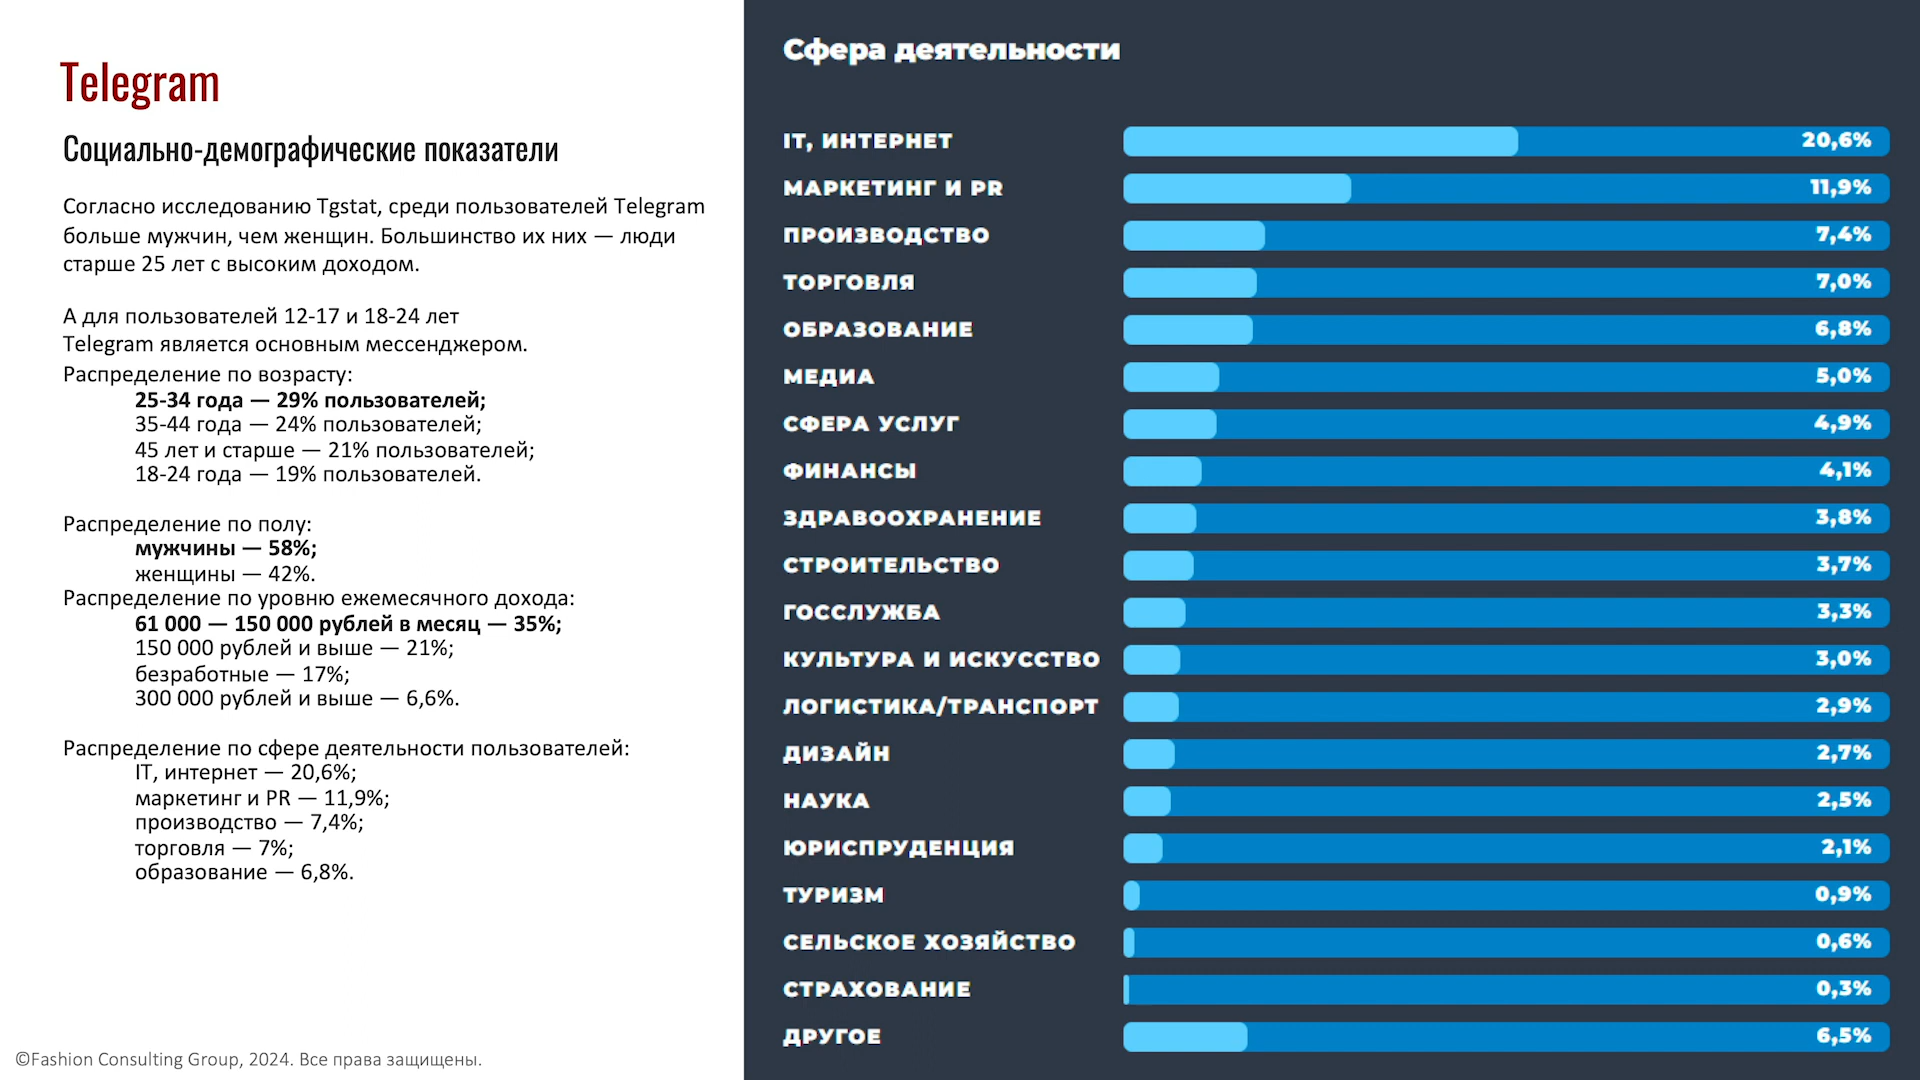 Telegram
Социально-демографические показатели
Согласно исследованию Tgstat, среди пользователей Telegram
больше мужчин, чем женщин. Большинство их них — люди
старше 25 лет с высоким доходом.
А для пользователей 12-17 и 18-24 лет
Telegram является основным мессенджером.
Распределение по возрасту:
25-34 года — 29% пользователей;
35-44 года — 24% пользователей;
45 лет и старше — 21% пользователей;
18-24 года — 19% пользователей.
Распределение по полу:
мужчины — 58%;
женщины — 42%.
Распределение по уровню ежемесячного дохода:
61 000 — 150 000 рублей в месяц — 35%;
150 000 рублей и выше — 21%;
безработные — 17%;
300 000 рублей и выше — 6,6%.
Распределение по сфере деятельности пользователей:
IT, интернет — 20,6%;
маркетинг и PR — 11,9%;
производство — 7,4%;
торговля — 7%;
образование — 6,8%.
©Fashion Consulting Group, 2024. Все права защищены.
Сфера деятельности
IT, ИНТЕРНЕТ 20,6%
МАРКЕТИНГ И PR 11,9%
ПРОИЗВОДСТВО 7,4%
ТОРГОВЛЯ 7,0%
ОБРАЗОВАНИЕ 6,8%
МЕДИА 5,0%
СФЕРА УСЛУГ 4,9%
ФИНАНСЫ 4,1%
ЗДРАВООХРАНЕНИЕ 3,8%
СТРОИТЕЛЬСТВО 3,7%
ГОССЛУЖБА 3,3%
КУЛЬТУРА И ИСКУССТВО 3,0%
ЛОГИСТИКА/ТРАНСПОРТ 2,9%
ДИЗАЙН 2,7%
НАУКА 2,5%
ЮРИСПРУДЕНЦИЯ 2,1%
ТУРИЗМ 0,9%
СЕЛЬСКОЕ ХОЗЯЙСТВО 0,6%
СТРАХОВАНИЕ 0,3%
ДРУГОЕ 6,5%